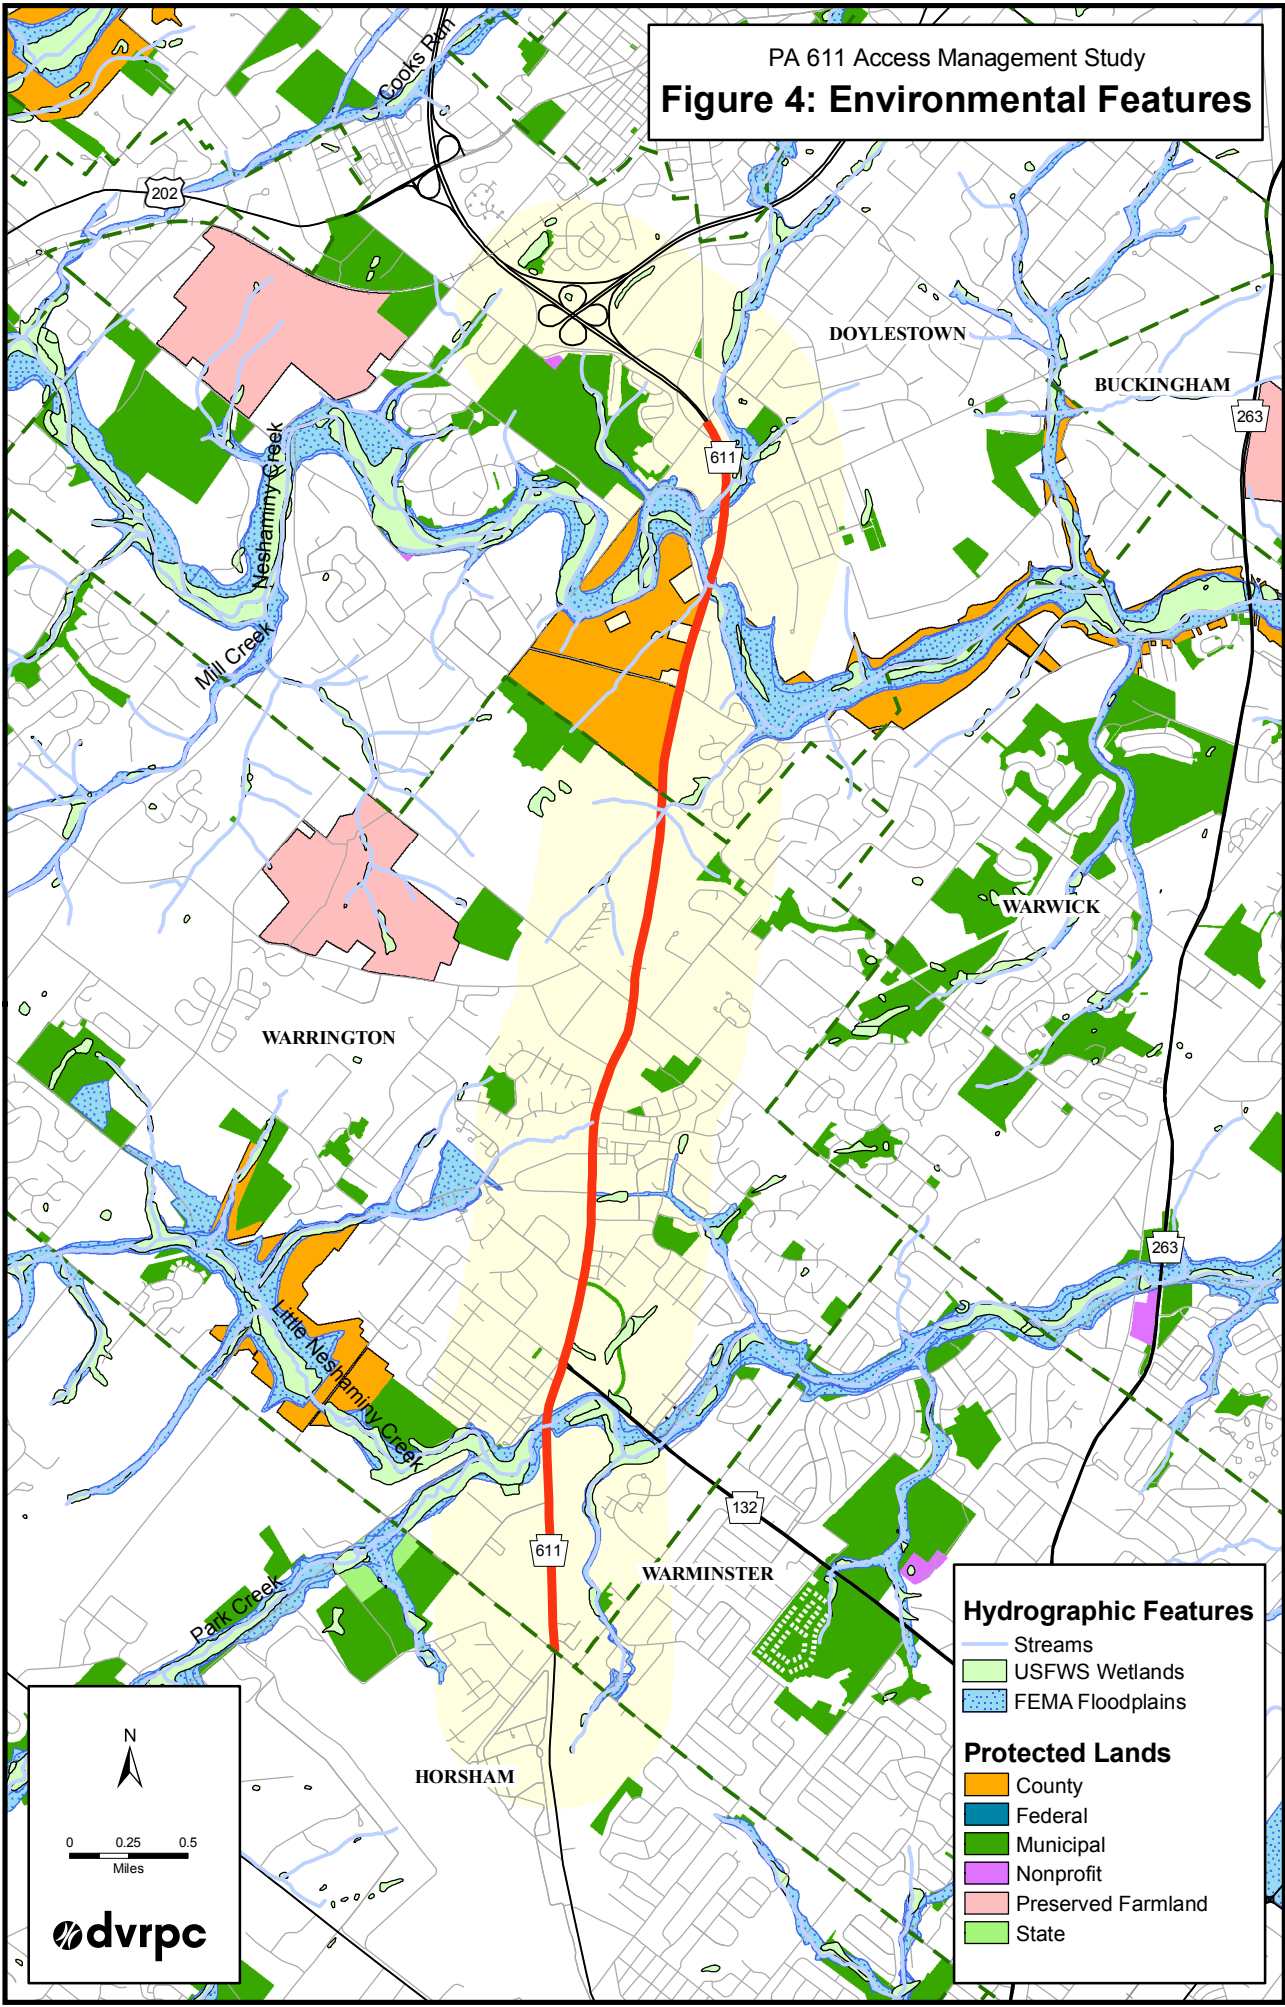 PA 611 Access Management Study
Figure 4: Environmental Features
Cooks Run
202
DOYLESTOWN
BUCKINGHAM
263
611
Neshaminy Creek
Mill Creek
WARWICK
WARRINGTON
263
Little Neshaminy Creek
132
611
WARMINSTER
Park Creek
HORSHAM
N
0 0.25 0.5
Miles
dvrpc
Hydrographic Features
Streams
USFWS Wetlands
FEMA Floodplains
Protected Lands
County
Federal
Municipal
Nonprofit
Preserved Farmland
State